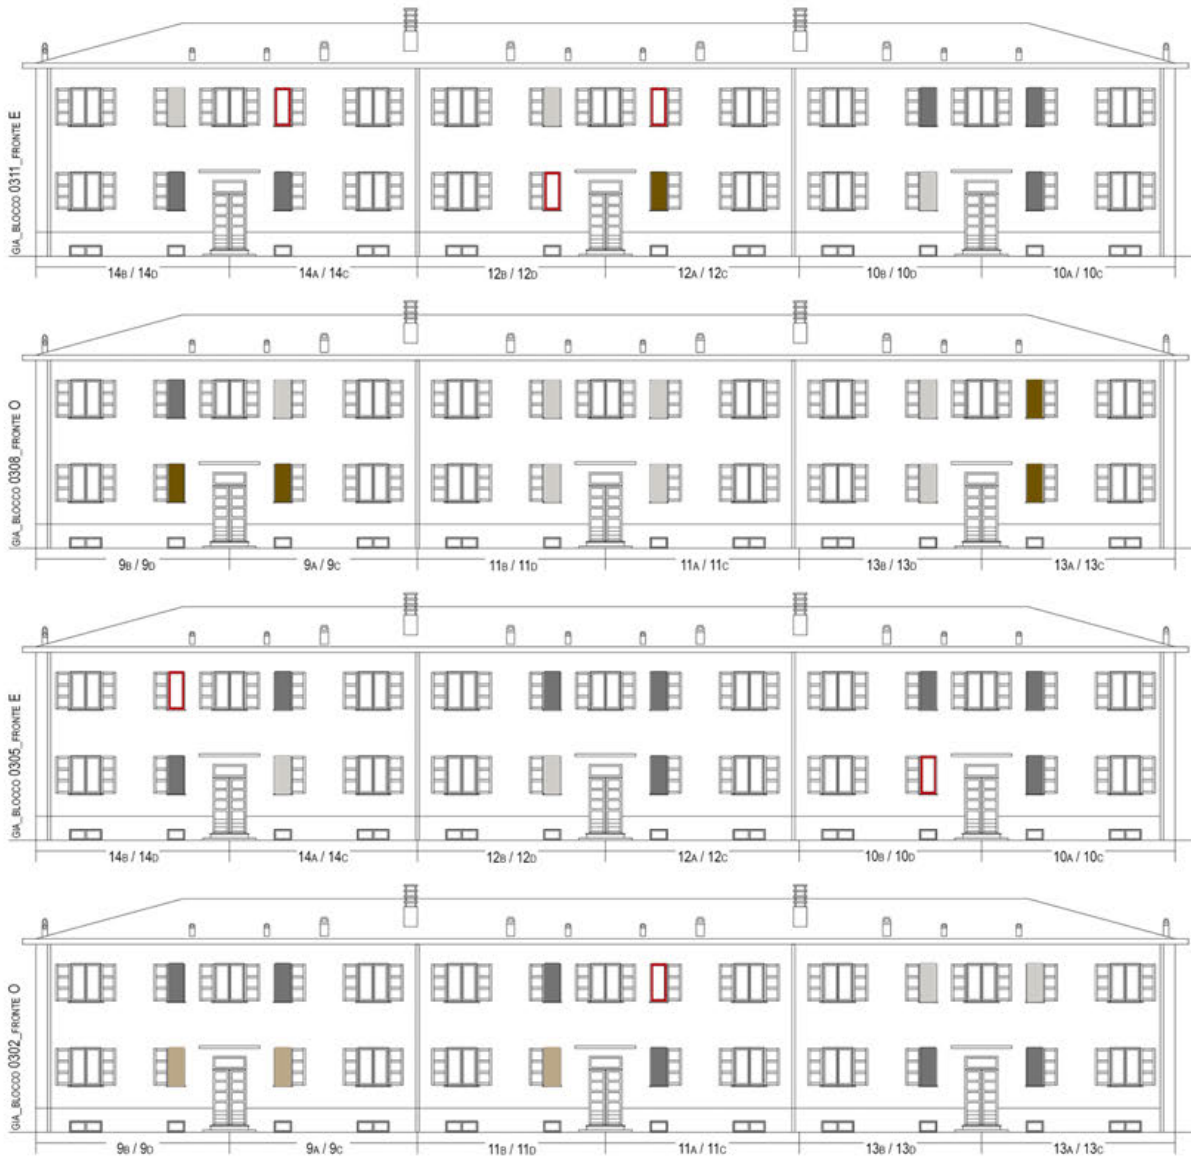 GIA_BLOCCO 0311_FRONTE E
14B / 14D 14A / 14C 12B / 12D 12A / 12C 10B / 10D 10A / 10C
GIA_BLOCCO 0308_FRONTE O
9B / 9D 9A / 9C 11B / 11D 11A / 11C 13B / 13D 13A / 13C
GIA_BLOCCO 0305_FRONTE E
14B / 14D 14A / 14C 12B / 12D 12A / 12C 10B / 10D 10A / 10C
GIA_BLOCCO 0302_FRONTE O
9B / 9D 9A / 9C 11B / 11D 11A / 11C 13B / 13D 13A / 13C